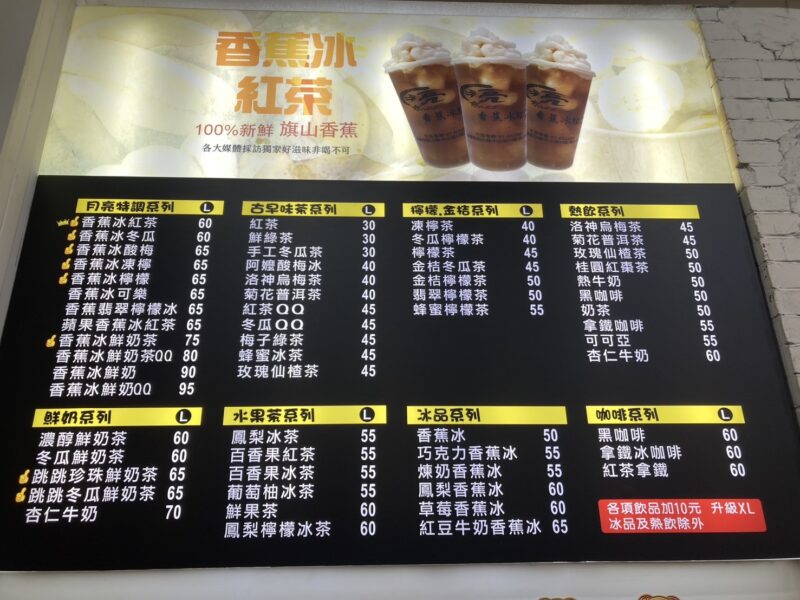 香蕉冰
紅茶
100%新鮮 旗山香蕉
各大媒體採訪獨家好滋味非喝不可
月亮特調系列 L
香蕉冰紅茶 60
香蕉冰冬瓜 60
香蕉冰酸梅 65
香蕉冰凍檸 65
香蕉冰檸檬 65
香蕉冰可樂 65
香蕉翡翠檸檬冰 65
蘋果香蕉冰紅茶 65
香蕉冰鮮奶茶 75
香蕉冰鮮奶茶QQ 80
香蕉冰鮮奶 90
香蕉冰鮮奶QQ 95
古早味茶系列 L
紅茶 30
鮮綠茶 30
手工冬瓜茶 30
阿嬤酸梅冰 40
洛神烏梅茶 40
菊花普洱茶 40
紅茶QQ 45
冬瓜QQ 45
梅子綠茶 45
蜂蜜冰茶 45
玫瑰仙楂茶 45
檸檬.金桔系列 L
凍檸茶 40
冬瓜檸檬茶 40
檸檬茶 45
金桔冬瓜茶 45
金桔檸檬茶 50
翡翠檸檬茶 50
蜂蜜檸檬茶 55
熱飲系列
洛神烏梅茶 45
菊花普洱茶 45
玫瑰仙楂茶 50
桂圓紅棗茶 50
熱牛奶 50
黑咖啡 50
奶茶 50
拿鐵咖啡 55
可可亞 55
杏仁牛奶 60
鮮奶系列 L
濃醇鮮奶茶 60
冬瓜鮮奶茶 60
跳跳珍珠鮮奶茶 65
跳跳冬瓜鮮奶茶 65
杏仁牛奶 70
水果茶系列 L
鳳梨冰茶 55
百香果紅茶 55
百香果冰茶 55
葡萄柚冰茶 55
鮮果茶 60
鳳梨檸檬冰茶 60
冰品系列 L
香蕉冰 50
巧克力香蕉冰 55
煉奶香蕉冰 55
鳳梨香蕉冰 60
草莓香蕉冰 60
紅豆牛奶香蕉冰 65
咖啡系列 L
黑咖啡 60
拿鐵冰咖啡 60
紅茶拿鐵 60
各項飲品加10元 升級XL
冰品及熱飲除外